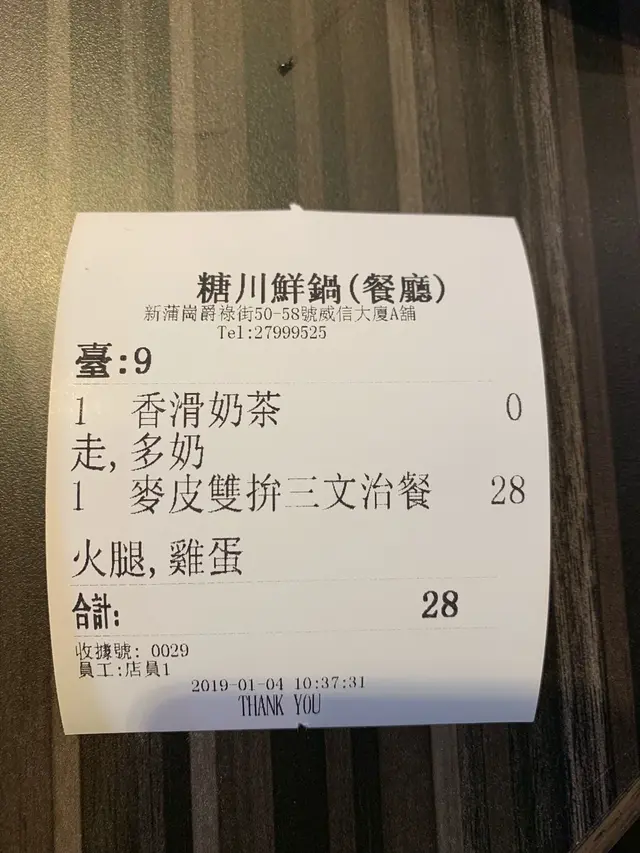 糖川鮮鍋(餐廳)
新蒲崗爵祿街50-58號威信大廈A舖
Tel:27999525
臺:9
1 香滑奶茶 0
走,多奶
1 麥皮雙拚三文治餐 28
火腿,雞蛋
合計: 28
收據號: 0029
員工:店員1
2019-01-04 10:37:31
THANK YOU